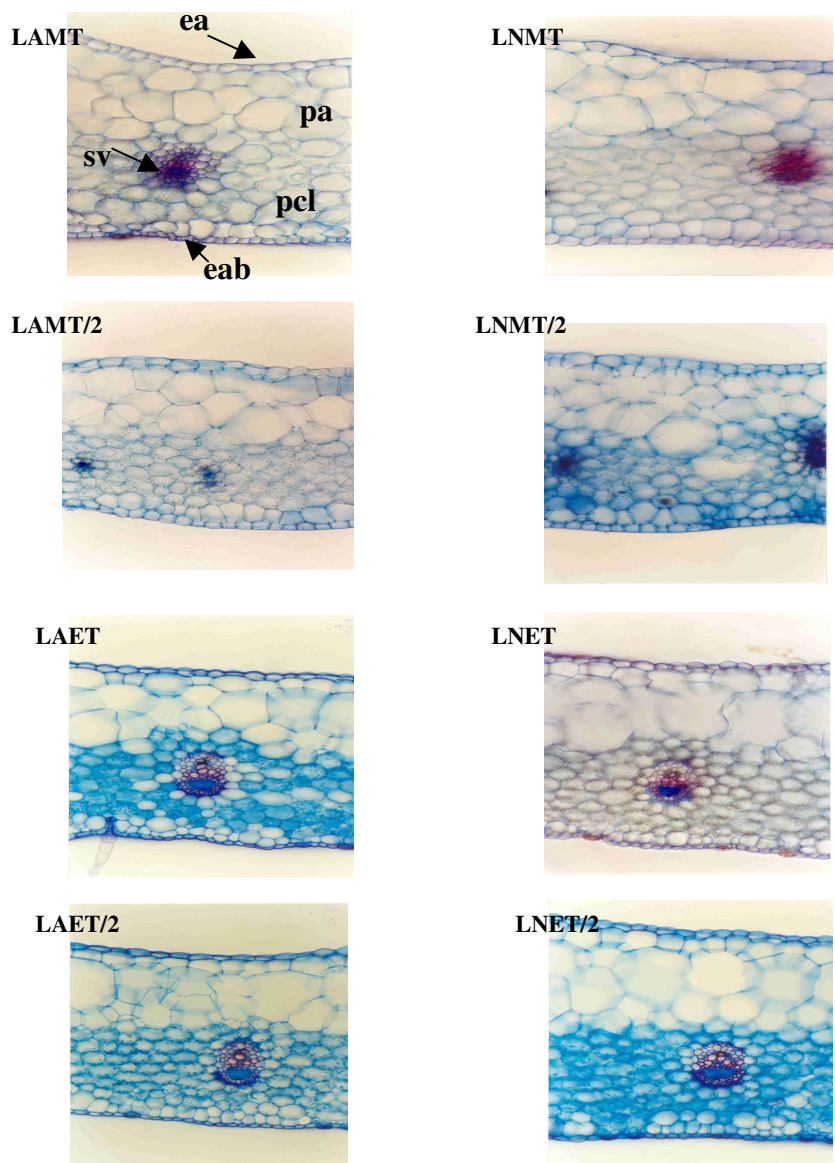 LAMT
ea
pa
sv
pcl
eab
LNMT
LAMT/2
LNMT/2
LAET
LNET
LAET/2
LNET/2